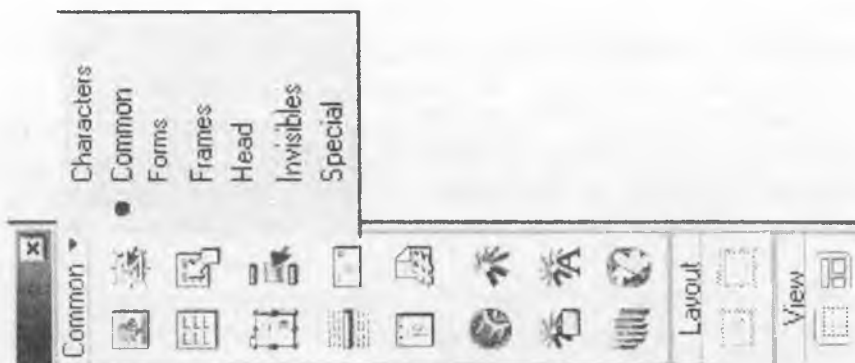 Common
Characters
Common
Forms
Frames
Head
Invisibles
Special
Layout
View